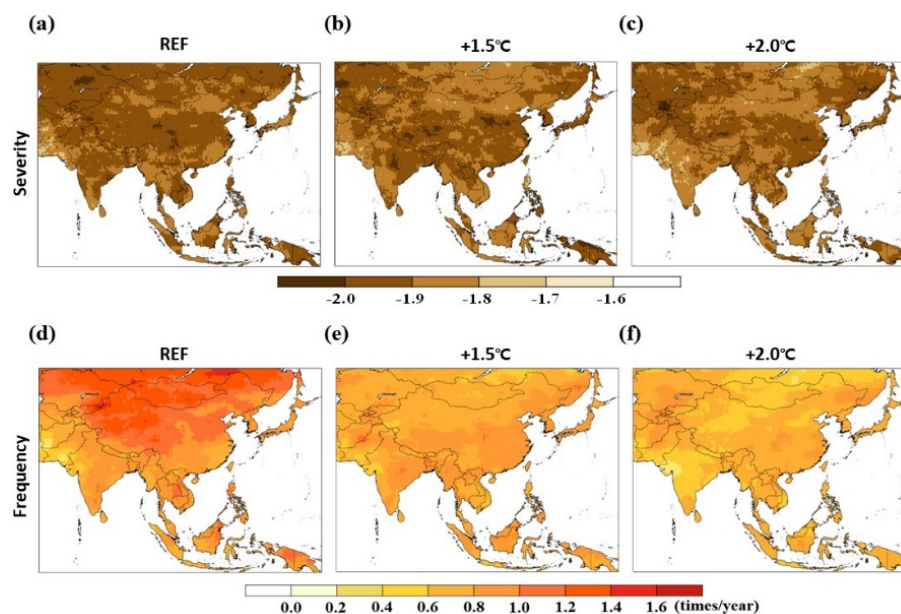 (a) (b) (c)
REF +1.5℃ +2.0℃
Severity
-2.0 -1.9 -1.8 -1.7 -1.6
(d) (e) (f)
REF +1.5℃ +2.0℃
Frequency
0.0 0.2 0.4 0.6 0.8 1.0 1.2 1.4 1.6 (times/year)